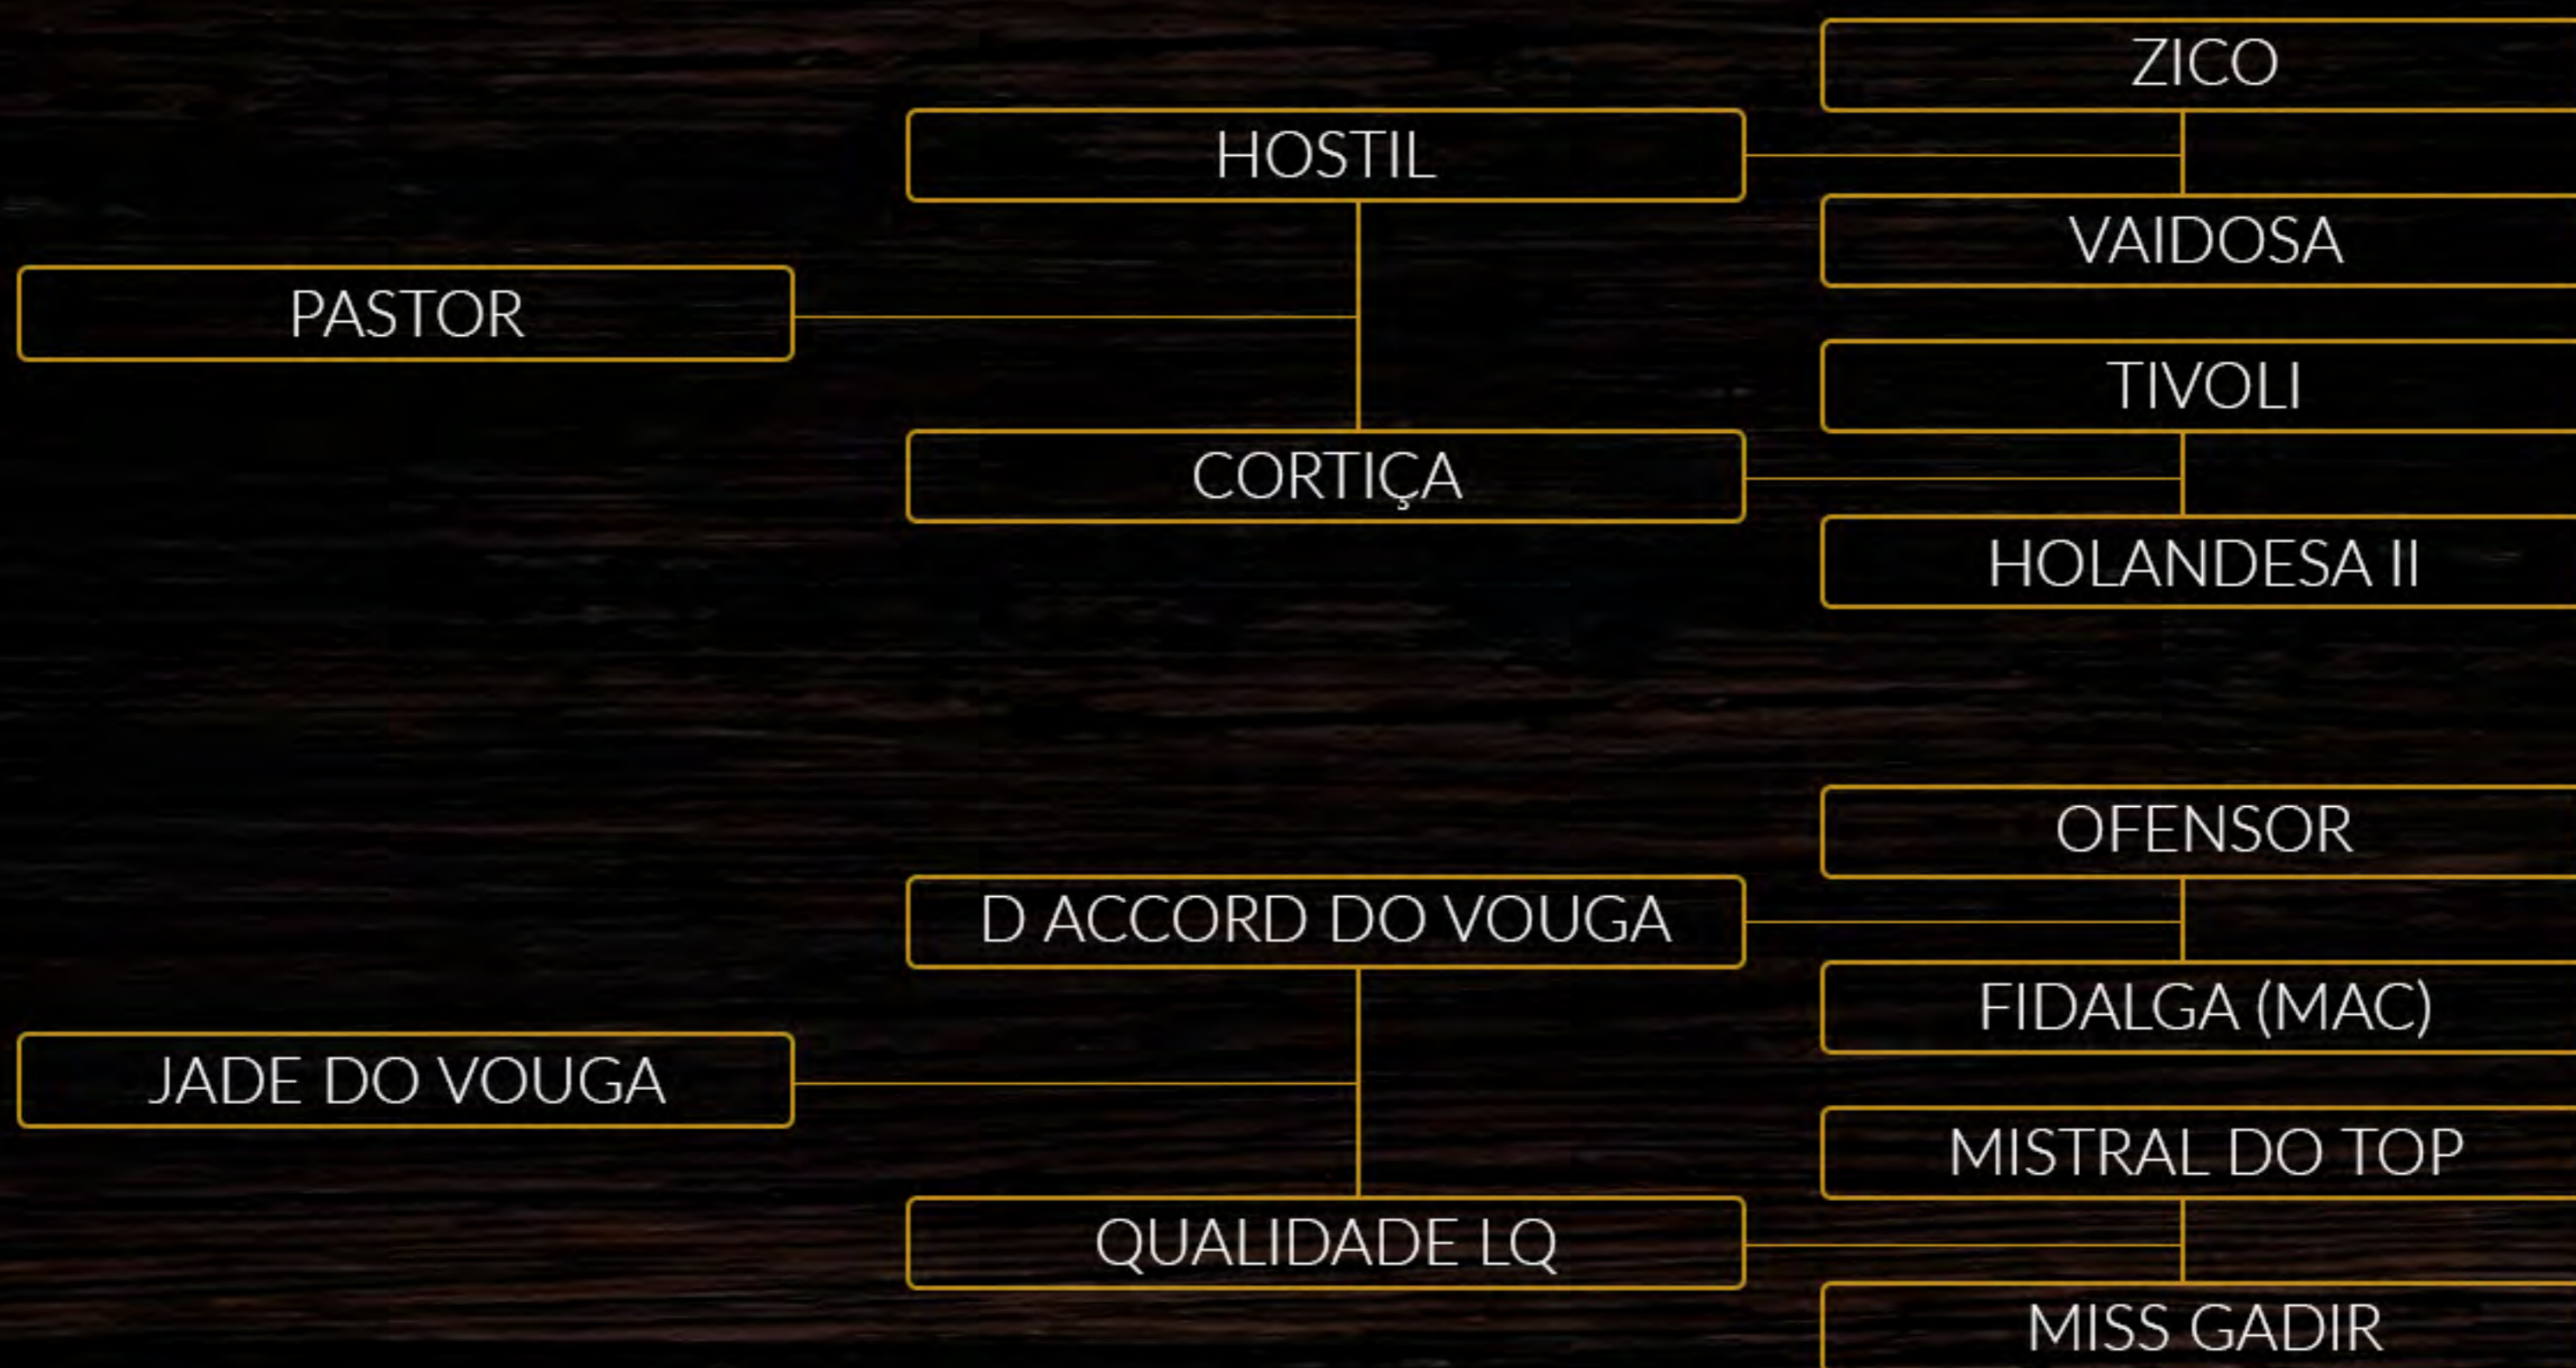 ZICO
HOSTIL
VAIDOSA
PASTOR
TIVOLI
CORTIÇA
HOLANDESA II
OFENSOR
D ACCORD DO VOUGA
FIDALGA (MAC)
JADE DO VOUGA
MISTRAL DO TOP
QUALIDADE LQ
MISS GADIR